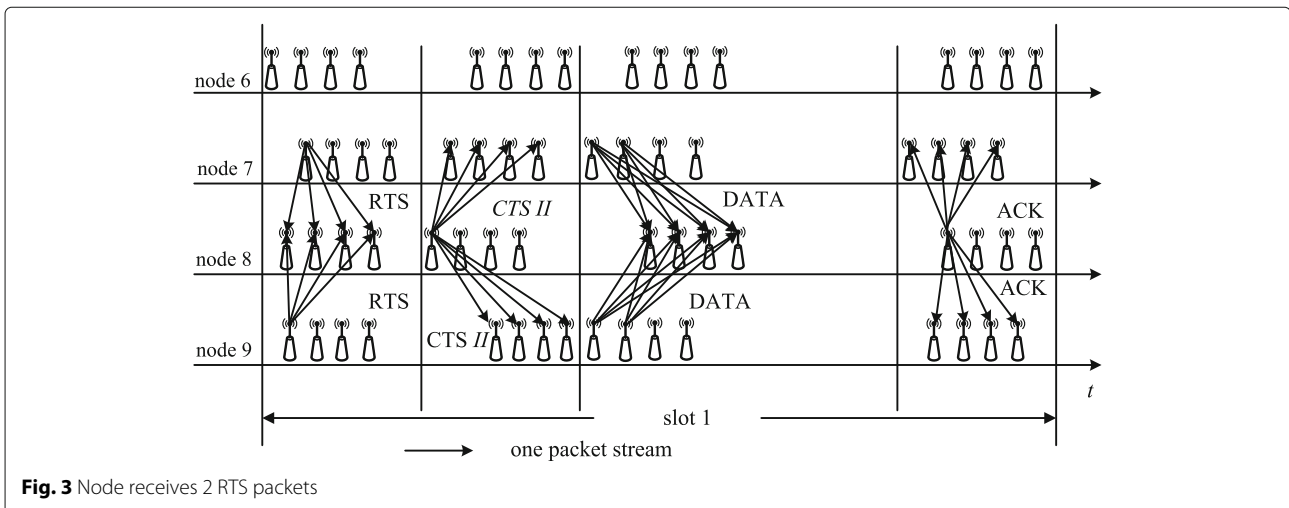 node 6
node 7
RTS
CTS II
DATA
ACK
node 8
RTS
DATA
ACK
CTS II
node 9
t
slot 1
one packet stream
Fig. 3 Node receives 2 RTS packets